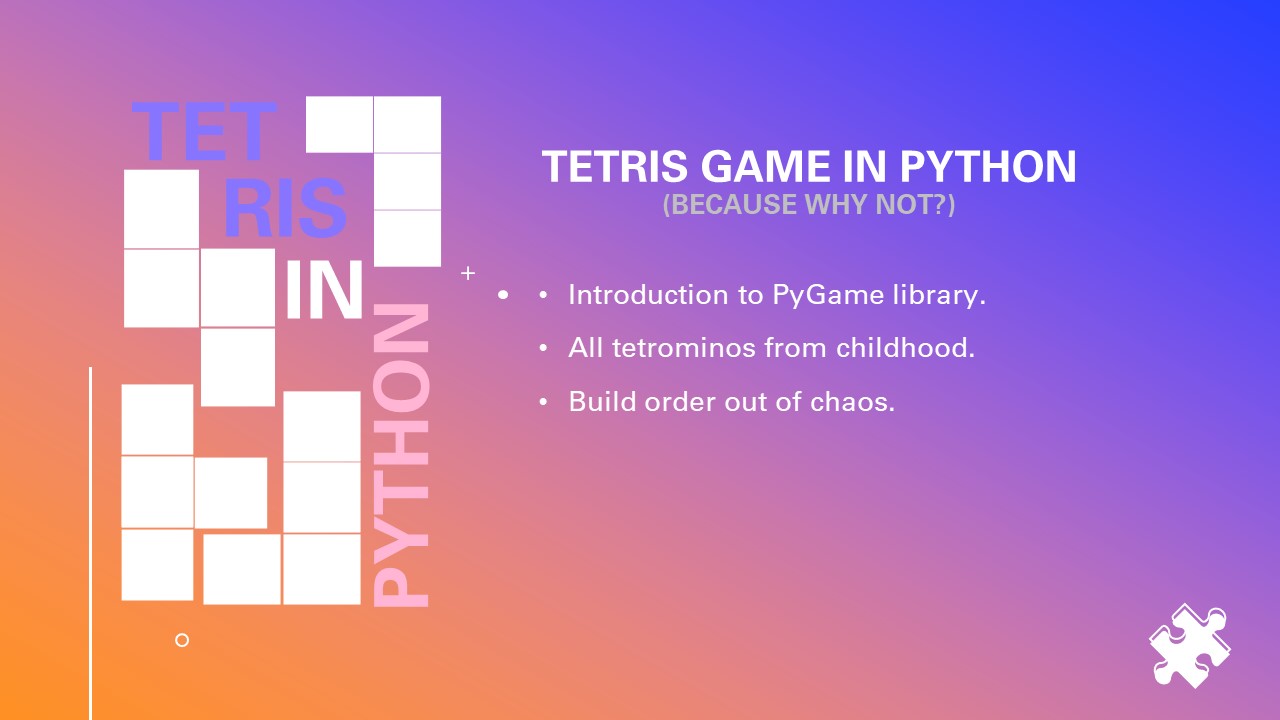 TET
RIS
IN
PYTHON
TETRIS GAME IN PYTHON
(BECAUSE WHY NOT?)
• Introduction to PyGame library.
• All tetrominos from childhood.
• Build order out of chaos.